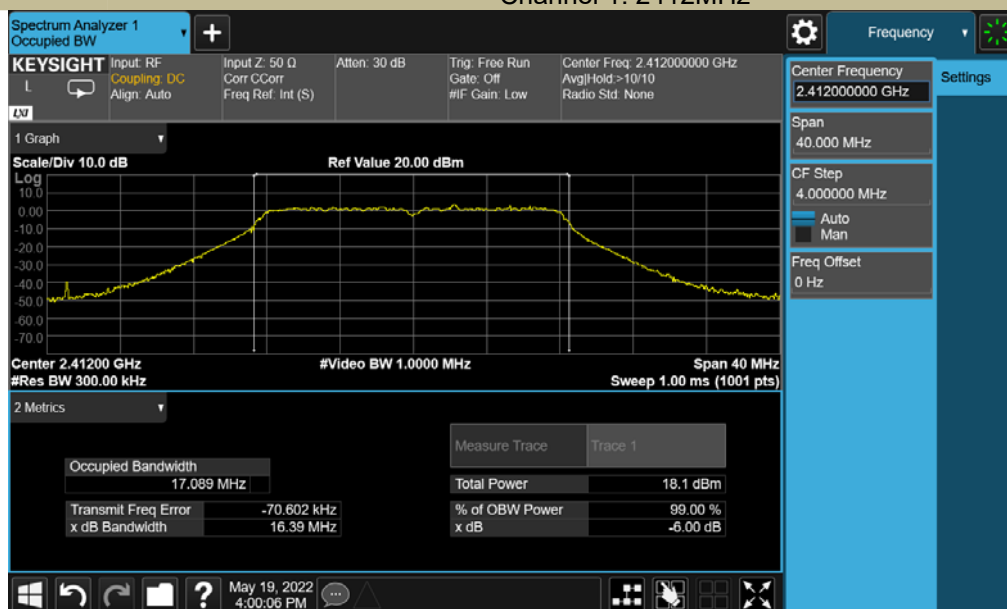 Channel 1: 2412MHz
Spectrum Analyzer 1
Occupied BW
Frequency
KEYSIGHT
L
LXI
Input: RF
Coupling: DC
Align: Auto
Input Z: 50 Ω
Corr CCorr
Freq Ref: Int (S)
Atten: 30 dB
Trig: Free Run
Gate: Off
#IF Gain: Low
Center Freq: 2.412000000 GHz
Avg|Hold:>10/10
Radio Std: None
Center Frequency
2.412000000 GHz
Settings
Span
40.000 MHz
CF Step
4.000000 MHz
Auto
Man
Freq Offset
0 Hz
1 Graph
Scale/Div 10.0 dB
Ref Value 20.00 dBm
Log
10.0
0.00
-10.0
-20.0
-30.0
-40.0
-50.0
-60.0
-70.0
Center 2.41200 GHz
#Video BW 1.0000 MHz
Span 40 MHz
#Res BW 300.00 kHz
Sweep 1.00 ms (1001 pts)
2 Metrics
Measure Trace
Trace 1
Occupied Bandwidth
17.089 MHz
Total Power
18.1 dBm
Transmit Freq Error
-70.602 kHz
% of OBW Power
99.00 %
x dB Bandwidth
16.39 MHz
x dB
-6.00 dB
?
May 19, 2022
4:00:06 PM